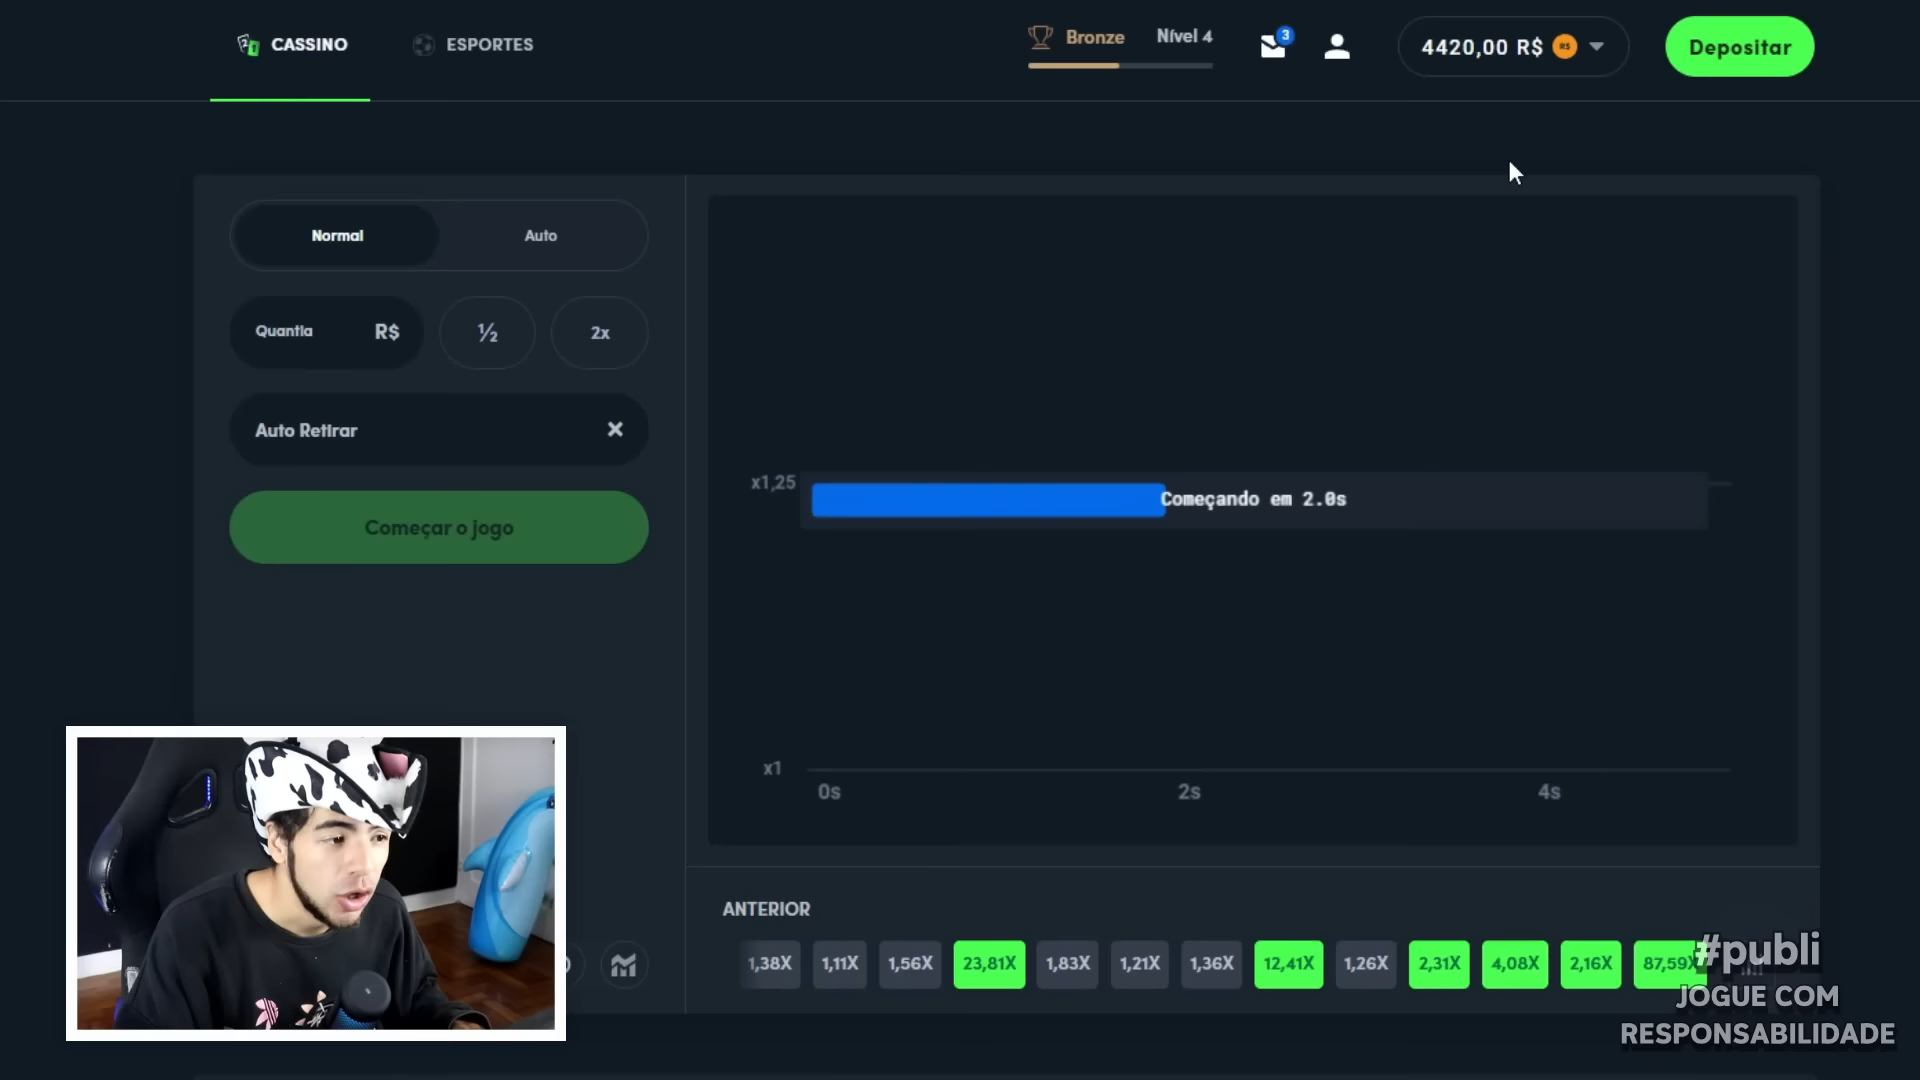 CASSINO
ESPORTES
Bronze
Nível 4
3
4420,00 R$
Depositar
Normal
Auto
Quantia R$
½
2x
Auto Retirar
Começar o jogo
x1,25
Começando em 2.0s
x1
0s 2s 4s
ANTERIOR
1,38X 1,11X 1,56X 23,81X 1,83X 1,21X 1,36X 12,41X 1,26X 2,31X 4,08X 2,16X 87,59X
#publi
JOGUE COM
RESPONSABILIDADE